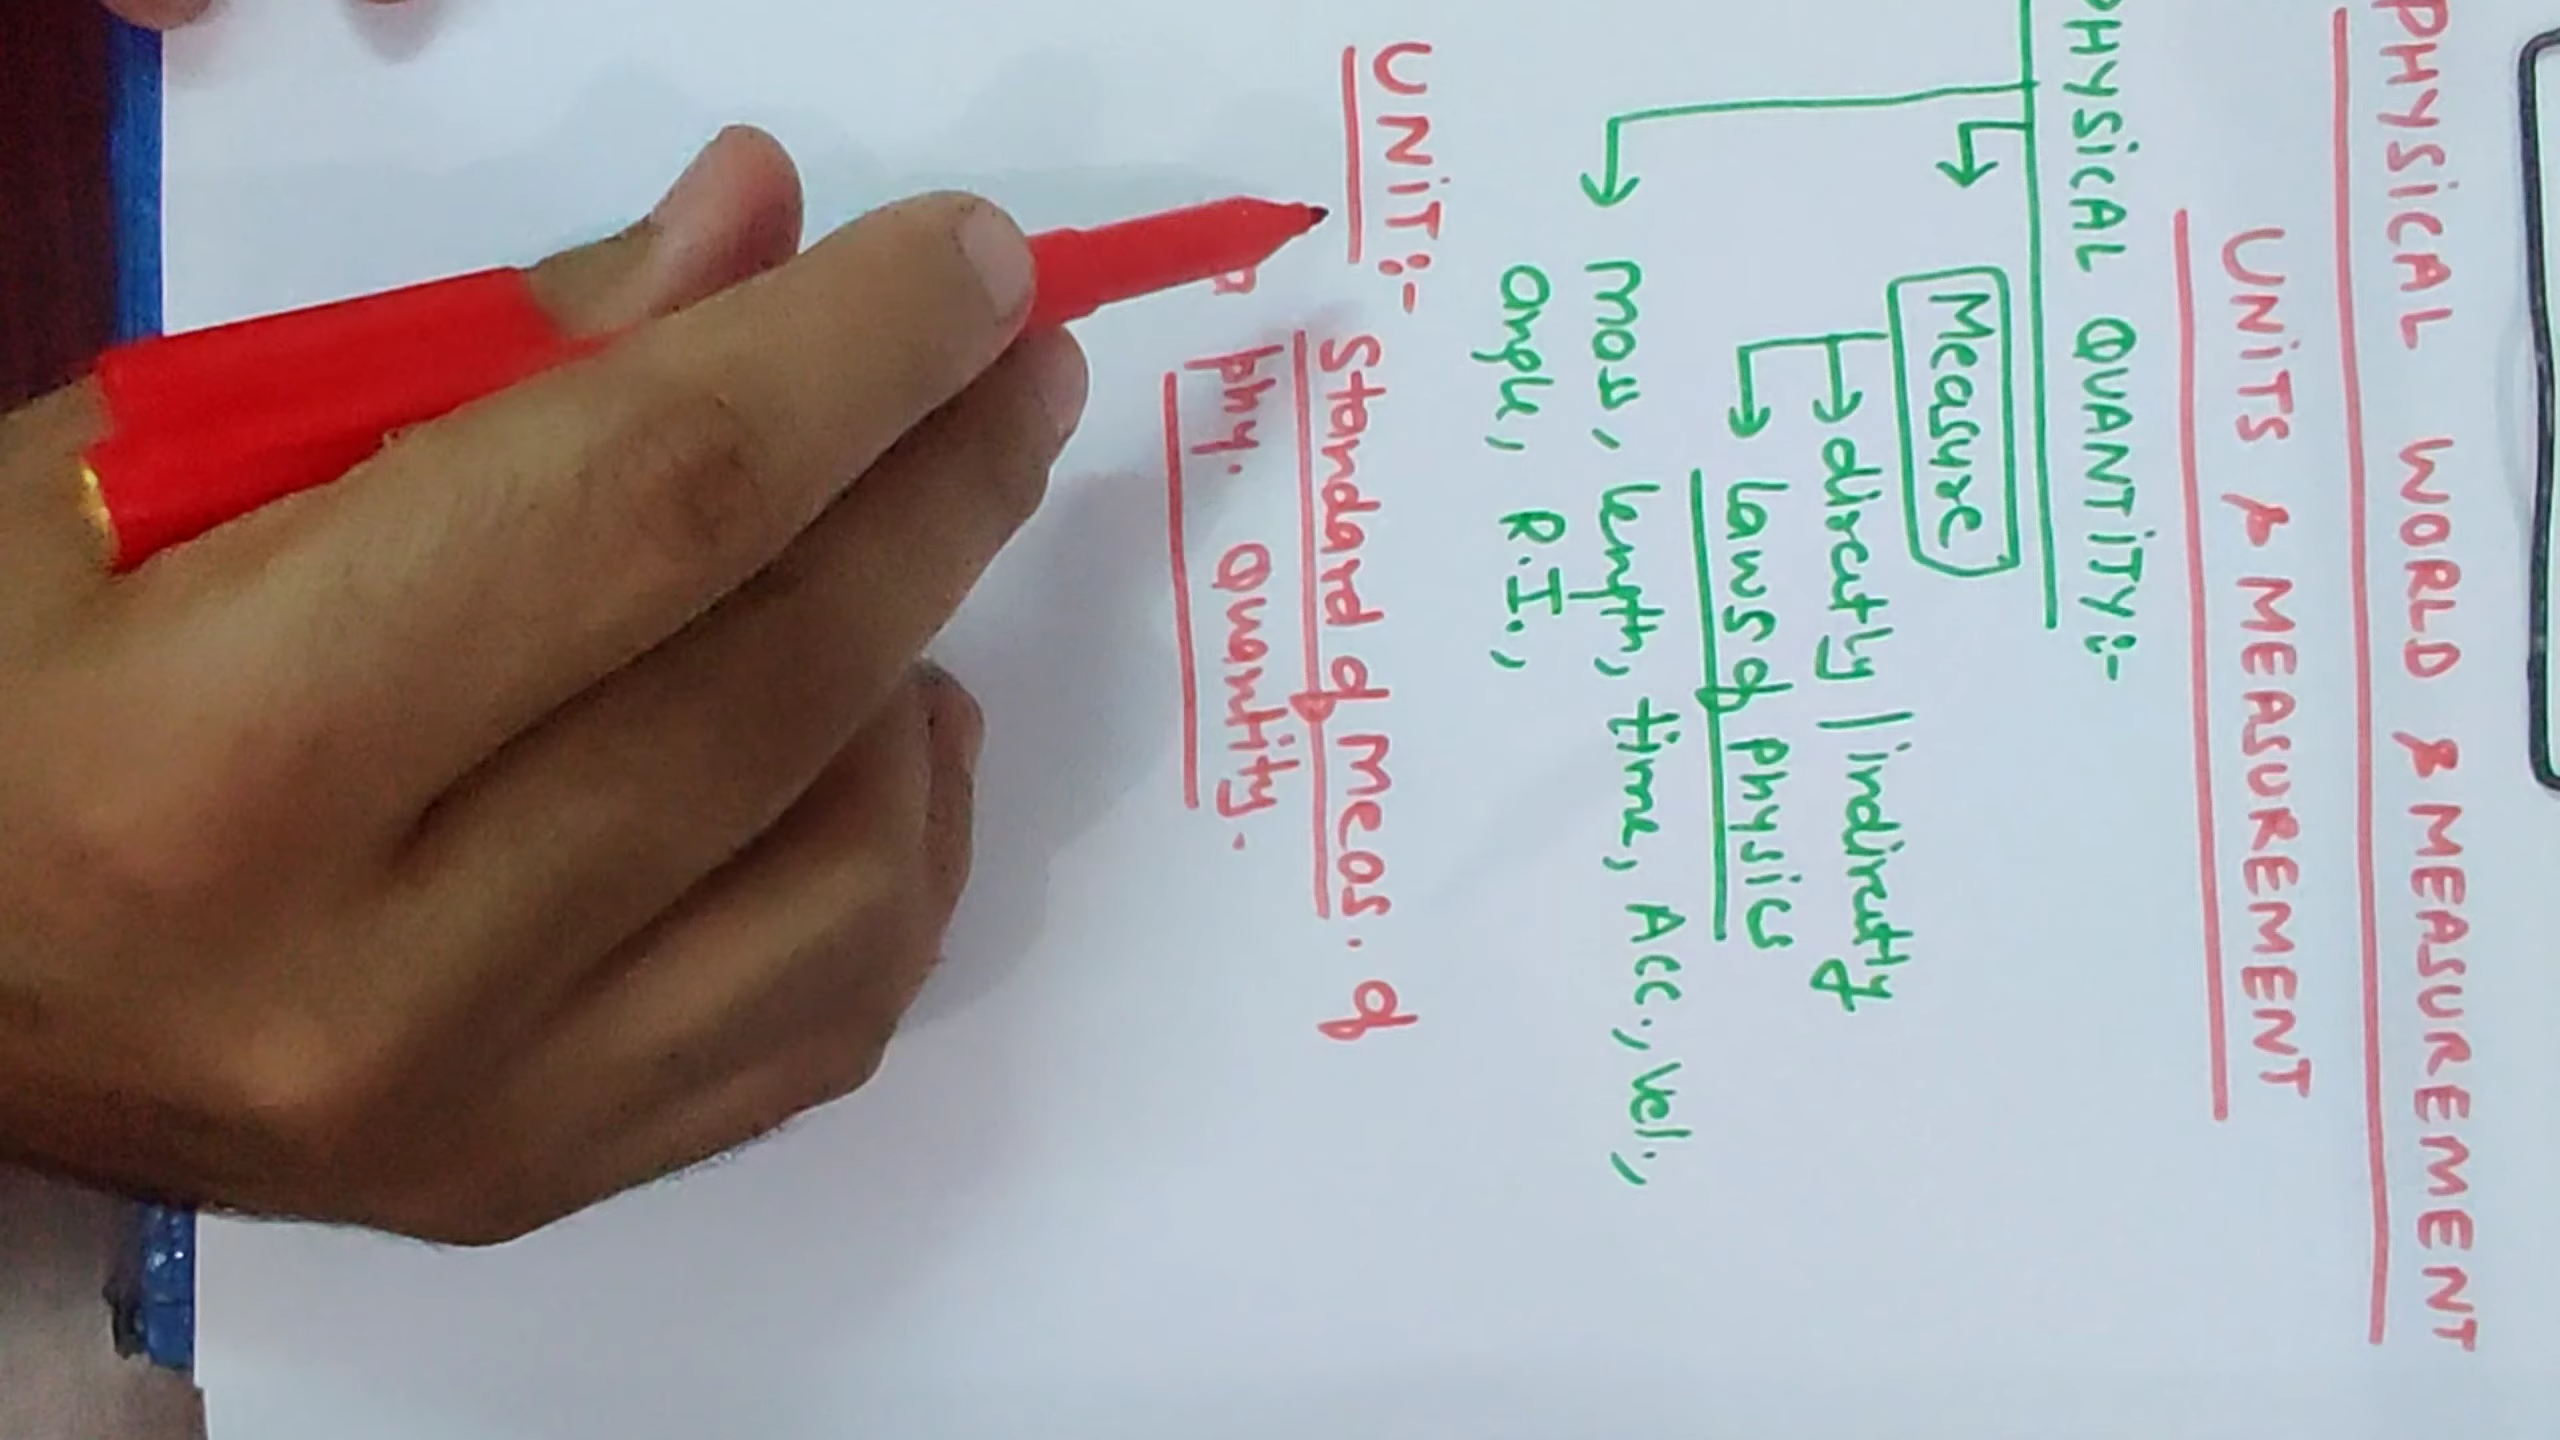 PHYSICAL WORLD & MEASUREMENT
UNITS & MEASUREMENT
PHYSICAL QUANTITY:-
Measure
directly | indirectly
laws of physics
mass, length, time, Acc., Vel.,
angle, R.I.,
UNIT:- Standard of Meas. of
a phy. Quantity.